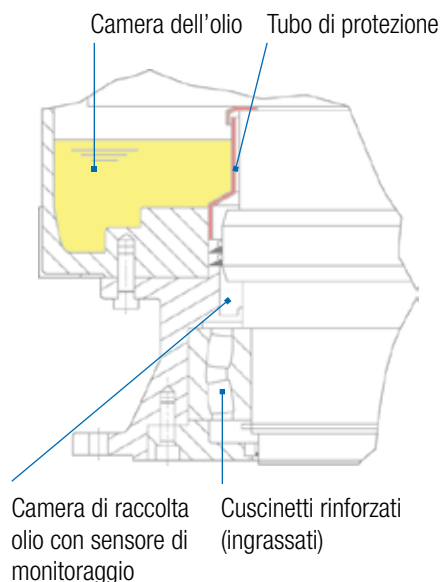 Camera dell'olio
Tubo di protezione
Camera di raccolta
olio con sensore di
monitoraggio
Cuscinetti rinforzati
(ingrassati)